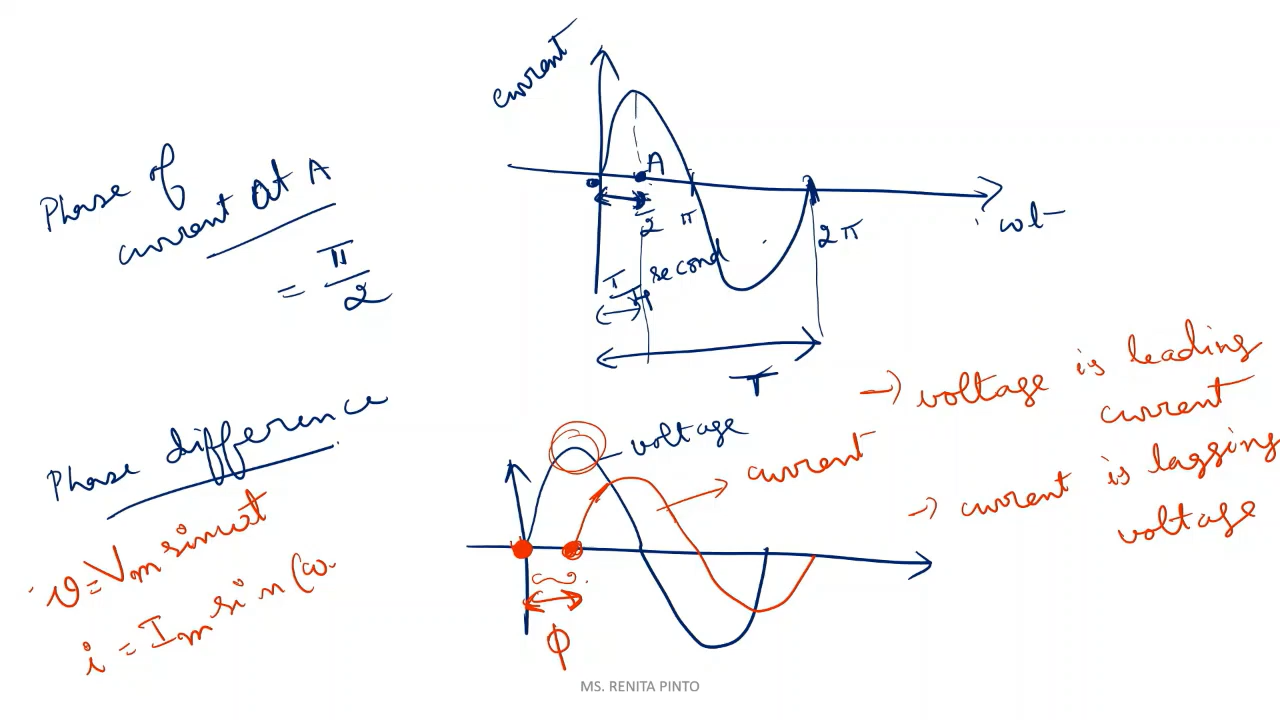 current
Phase of
current at A
= π/2
A
π/2
π
2π
ωt
second
T
Phase difference
v = Vm sin ωt
i = Im sin (ω
voltage
current
ϕ
→ voltage is leading
current
→ current is lagging
voltage
MS. RENITA PINTO